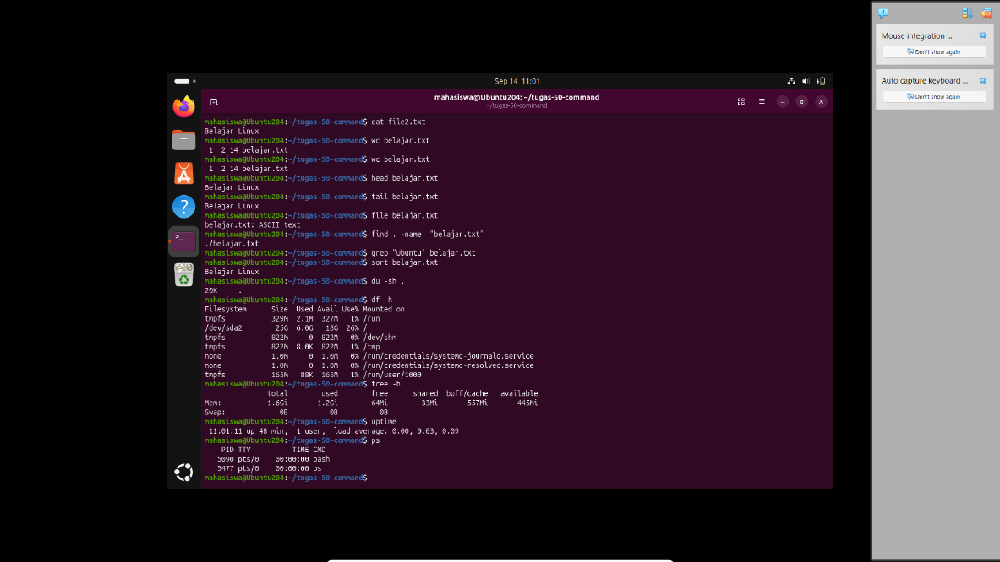 Sep 14 11:01
mahasiswa@Ubuntu204: ~/tugas-50-command
~/tugas-50-command
mahasiswa@Ubuntu204:~/tugas-50-command$ cat file2.txt
Belajar Linux
mahasiswa@Ubuntu204:~/tugas-50-command$ wc belajar.txt
 1  2 14 belajar.txt
mahasiswa@Ubuntu204:~/tugas-50-command$ wc belajar.txt
 1  2 14 belajar.txt
mahasiswa@Ubuntu204:~/tugas-50-command$ head belajar.txt
Belajar Linux
mahasiswa@Ubuntu204:~/tugas-50-command$ tail belajar.txt
Belajar Linux
mahasiswa@Ubuntu204:~/tugas-50-command$ file belajar.txt
belajar.txt: ASCII text
mahasiswa@Ubuntu204:~/tugas-50-command$ find . -name  "belajar.txt"
./belajar.txt
mahasiswa@Ubuntu204:~/tugas-50-command$ grep "Ubuntu" belajar.txt
mahasiswa@Ubuntu204:~/tugas-50-command$ sort belajar.txt
Belajar Linux
mahasiswa@Ubuntu204:~/tugas-50-command$ du -sh .
20K     .
mahasiswa@Ubuntu204:~/tugas-50-command$ df -h
Filesystem      Size  Used Avail Use% Mounted on
tmpfs           329M  2.1M  327M   1% /run
/dev/sda2        25G  6.0G   18G  26% /
tmpfs           822M     0  822M   0% /dev/shm
tmpfs           822M  8.0K  822M   1% /tmp
none            1.0M     0  1.0M   0% /run/credentials/systemd-journald.service
none            1.0M     0  1.0M   0% /run/credentials/systemd-resolved.service
tmpfs           165M   88K  165M   1% /run/user/1000
mahasiswa@Ubuntu204:~/tugas-50-command$ free -h
               total        used        free      shared  buff/cache   available
Mem:           1.6Gi       1.2Gi        64Mi        33Mi       557Mi       445Mi
Swap:             0B          0B          0B
mahasiswa@Ubuntu204:~/tugas-50-command$ uptime
 11:01:11 up 48 min,  1 user,  load average: 0.00, 0.03, 0.09
mahasiswa@Ubuntu204:~/tugas-50-command$ ps
    PID TTY          TIME CMD
   5090 pts/0    00:00:00 bash
   5477 pts/0    00:00:00 ps
mahasiswa@Ubuntu204:~/tugas-50-command$
Mouse integration ...
Don't show again
Auto capture keyboard ...
Don't show again